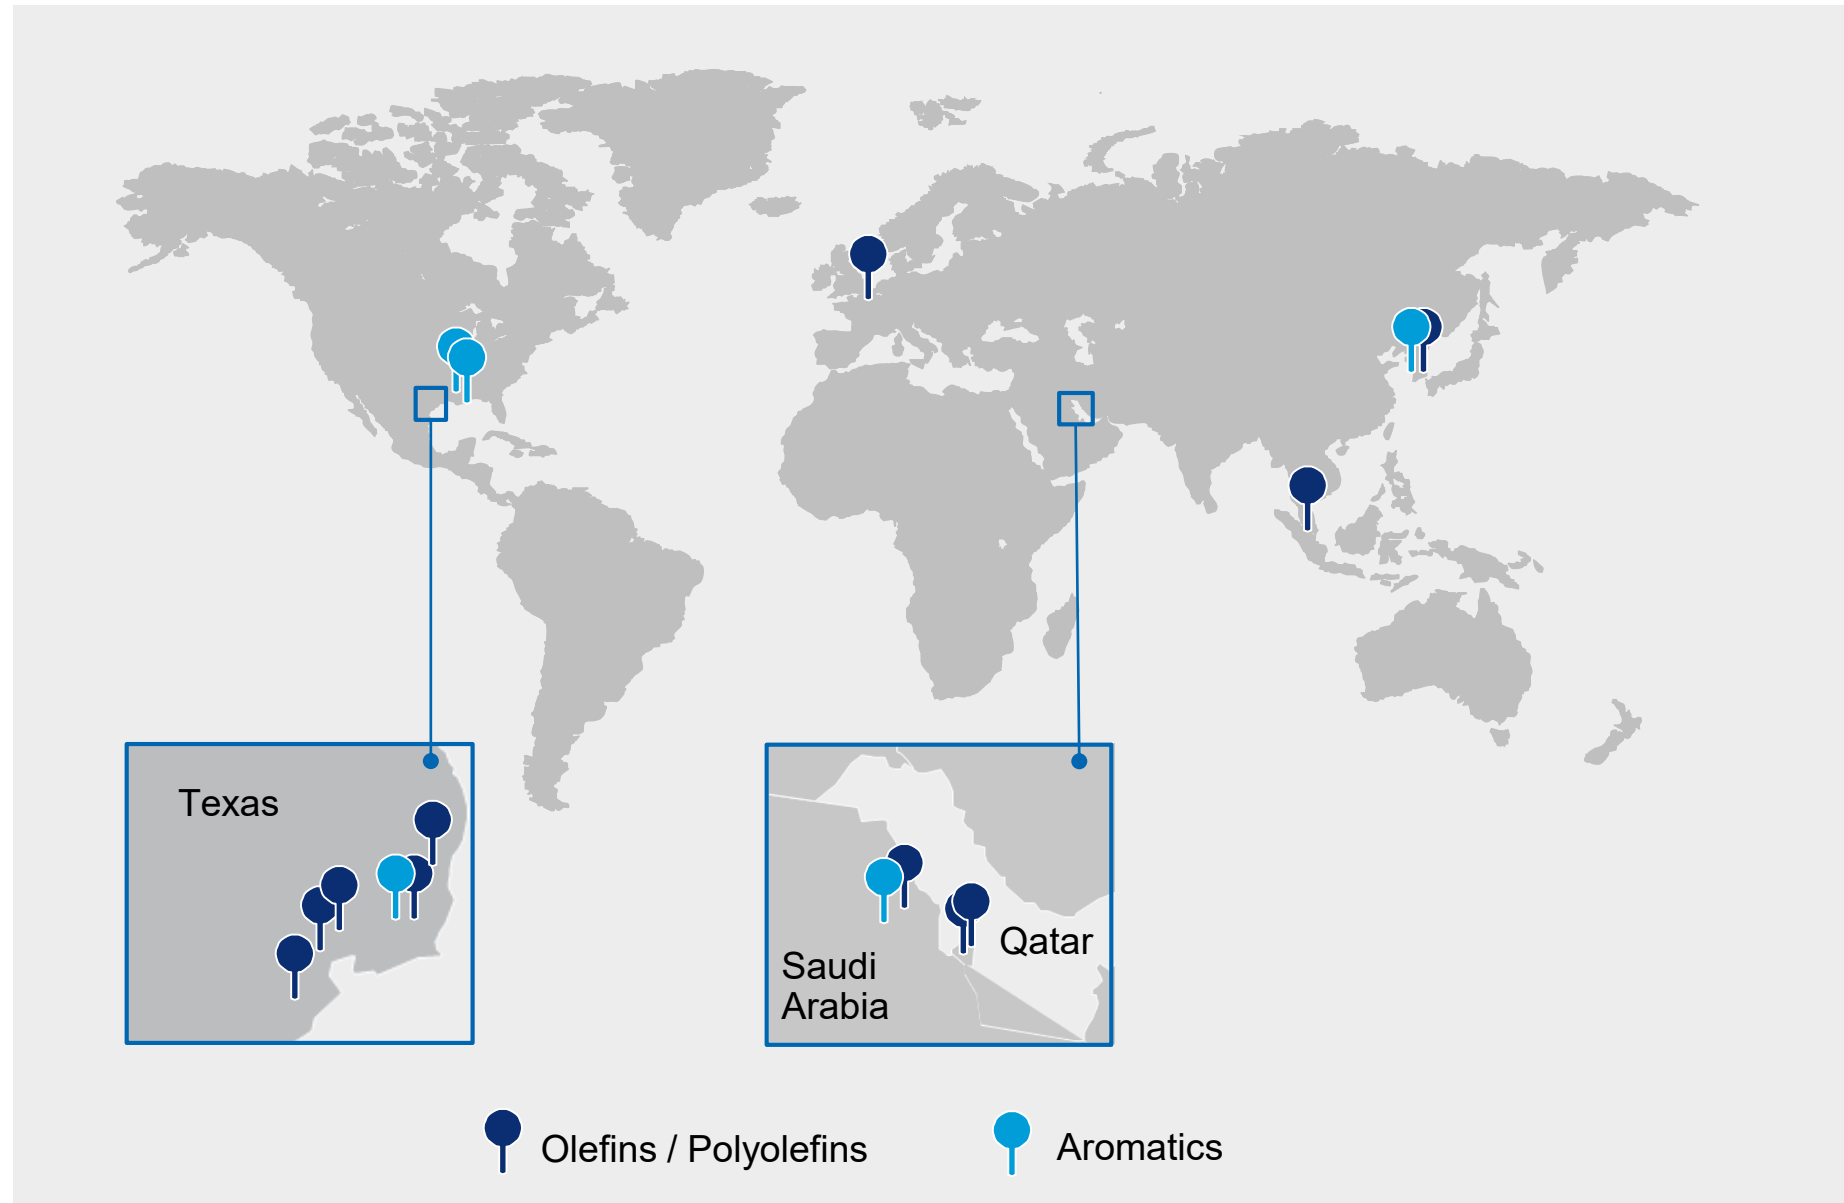 Texas
Saudi
Arabia
Qatar
Olefins / Polyolefins
Aromatics